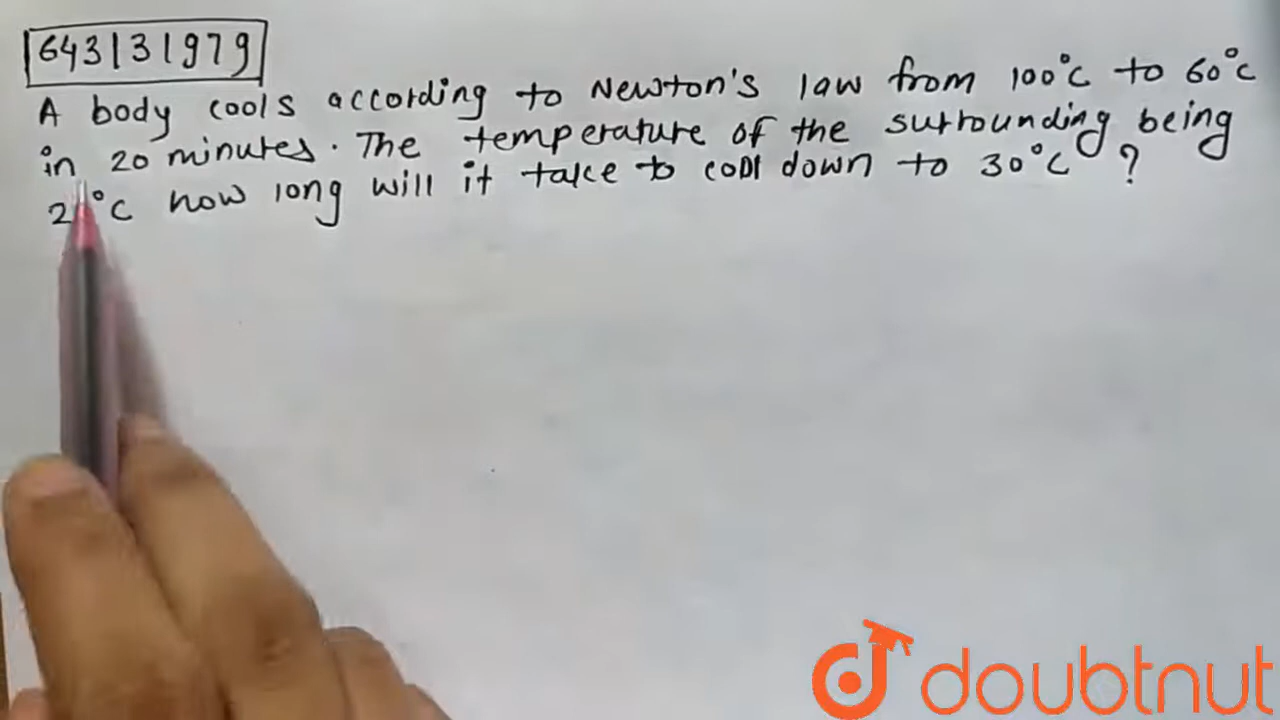 643131979
A body cools according to Newton's law from 100°C to 60°C
in 20 minutes. The temperature of the surrounding being
°C how long will it take to cool down to 30°C ?
doubtnut